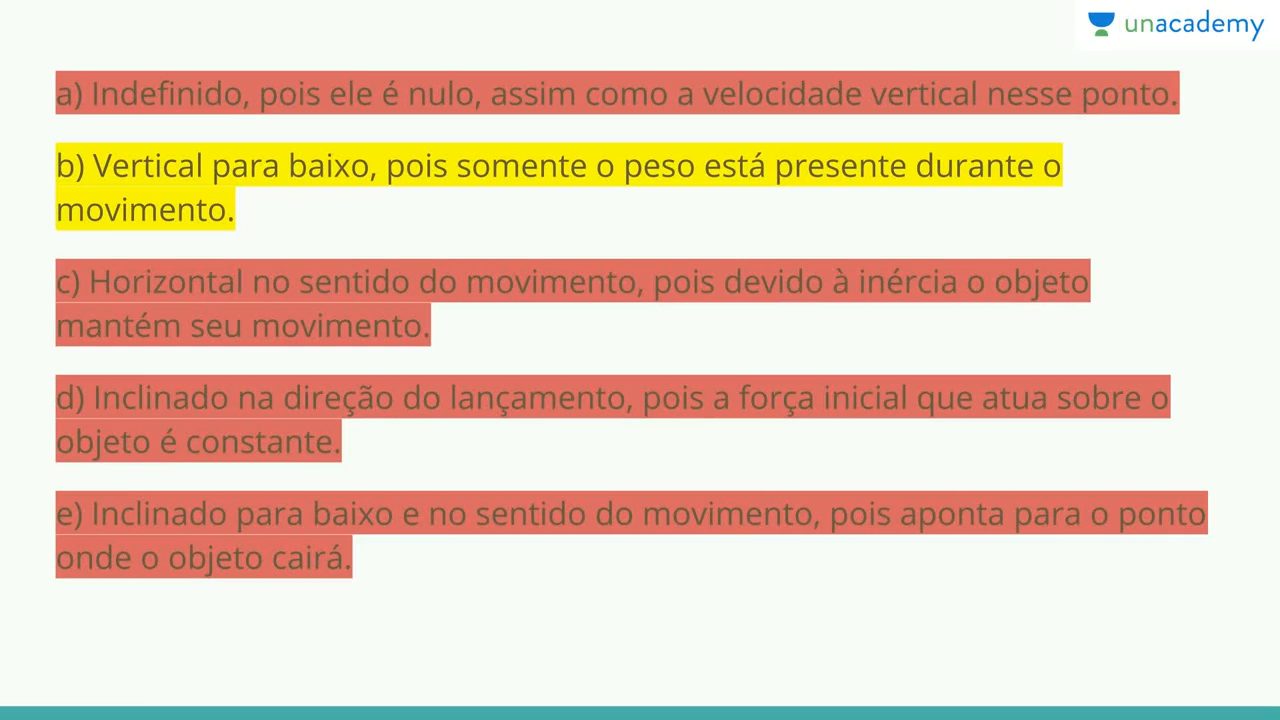 unacademy
a) Indefinido, pois ele é nulo, assim como a velocidade vertical nesse ponto.
b) Vertical para baixo, pois somente o peso está presente durante o
movimento.
c) Horizontal no sentido do movimento, pois devido à inércia o objeto
mantém seu movimento.
d) Inclinado na direção do lançamento, pois a força inicial que atua sobre o
objeto é constante.
e) Inclinado para baixo e no sentido do movimento, pois aponta para o ponto
onde o objeto cairá.